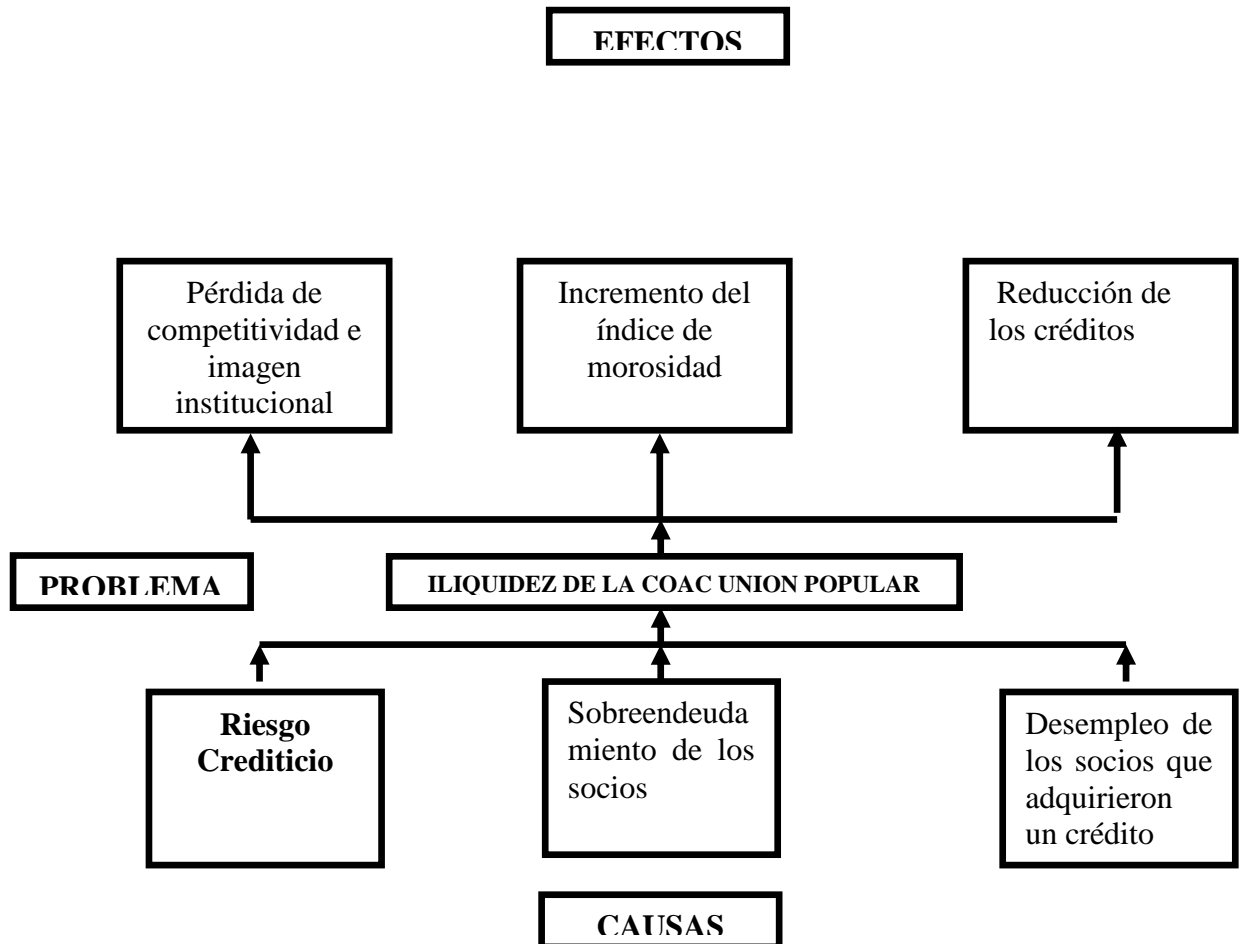 EFECTOS
Pérdida de
competitividad e
imagen
institucional
Incremento del
índice de
morosidad
Reducción de
los créditos
PROBLEMA
ILIQUIDEZ DE LA COAC UNION POPULAR
Riesgo
Crediticio
Sobreendeuda
miento de los
socios
Desempleo de
los socios que
adquirieron
un crédito
CAUSAS